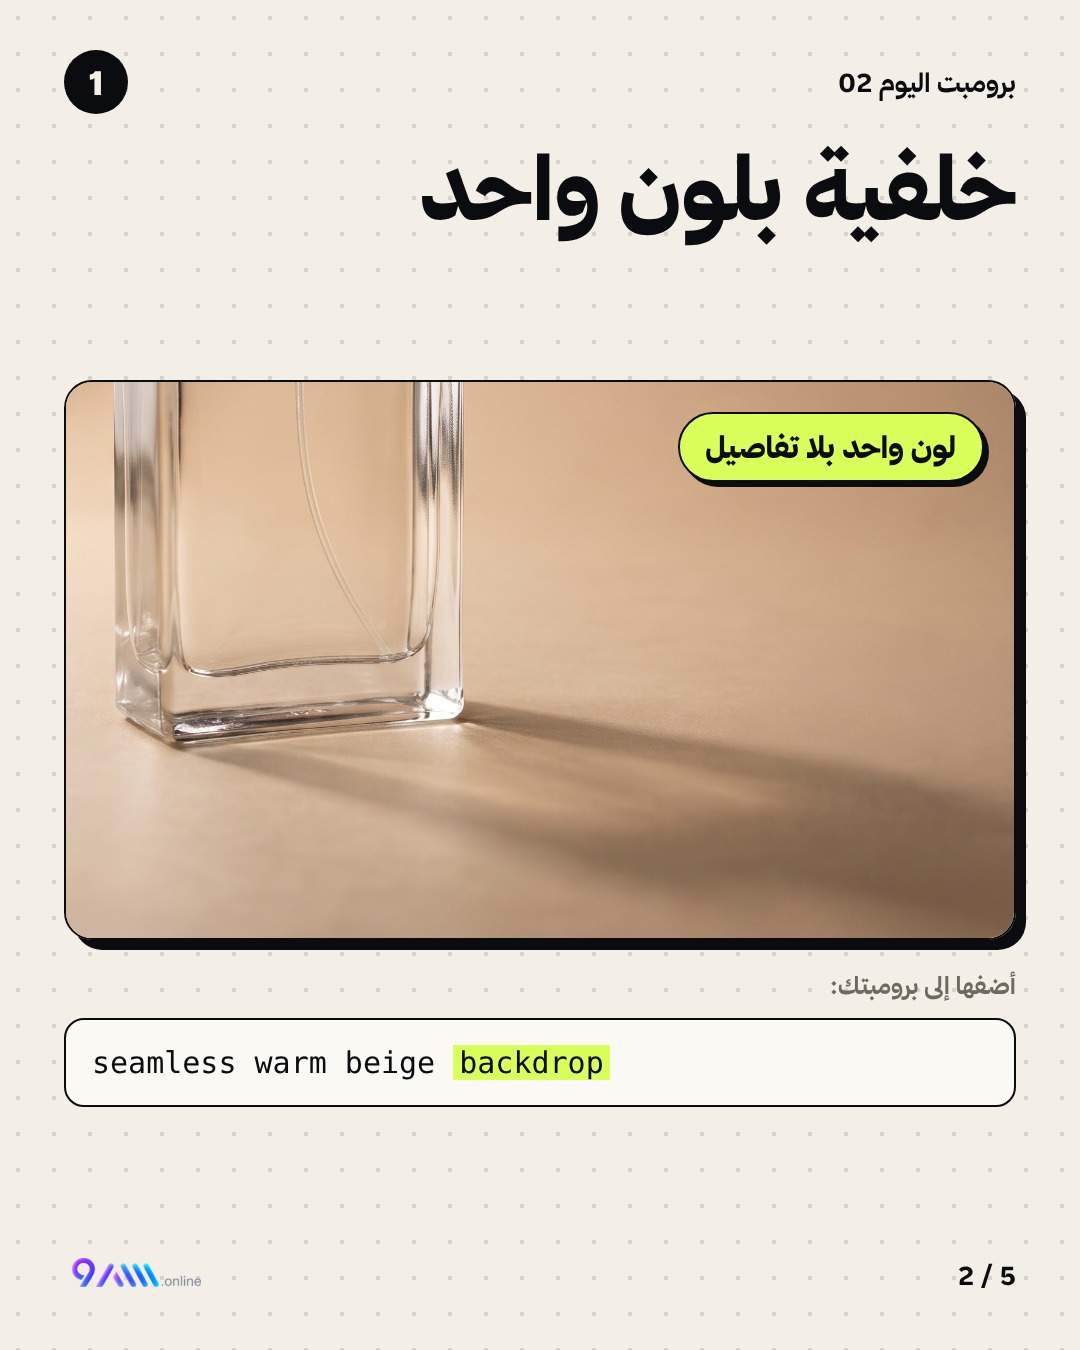 برومبت اليوم 02
1
خلفية بلون واحد
لون واحد بلا تفاصيل
أضفها إلى برومبتك:
seamless warm beige backdrop
9AM.online
2 / 5